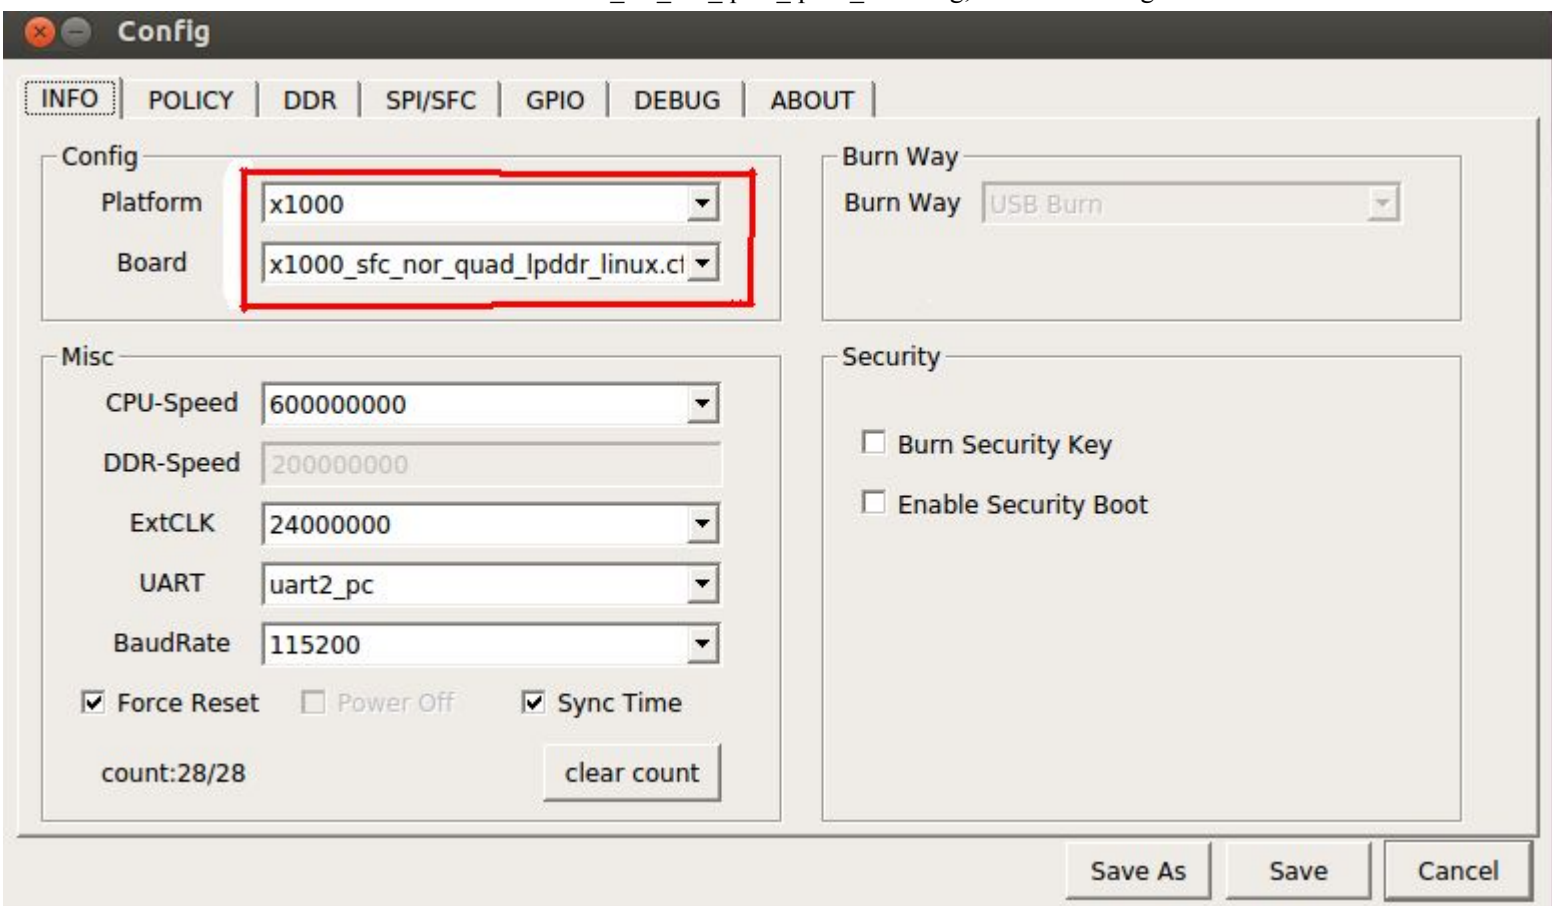 Config
INFO POLICY DDR SPI/SFC GPIO DEBUG ABOUT
Config
Platform x1000
Board x1000_sfc_nor_quad_lpddr_linux.cf
Burn Way
Burn Way USB Burn
Misc
CPU-Speed 600000000
DDR-Speed 200000000
ExtCLK 24000000
UART uart2_pc
BaudRate 115200
Force Reset Power Off Sync Time
count:28/28 clear count
Security
Burn Security Key
Enable Security Boot
Save As Save Cancel